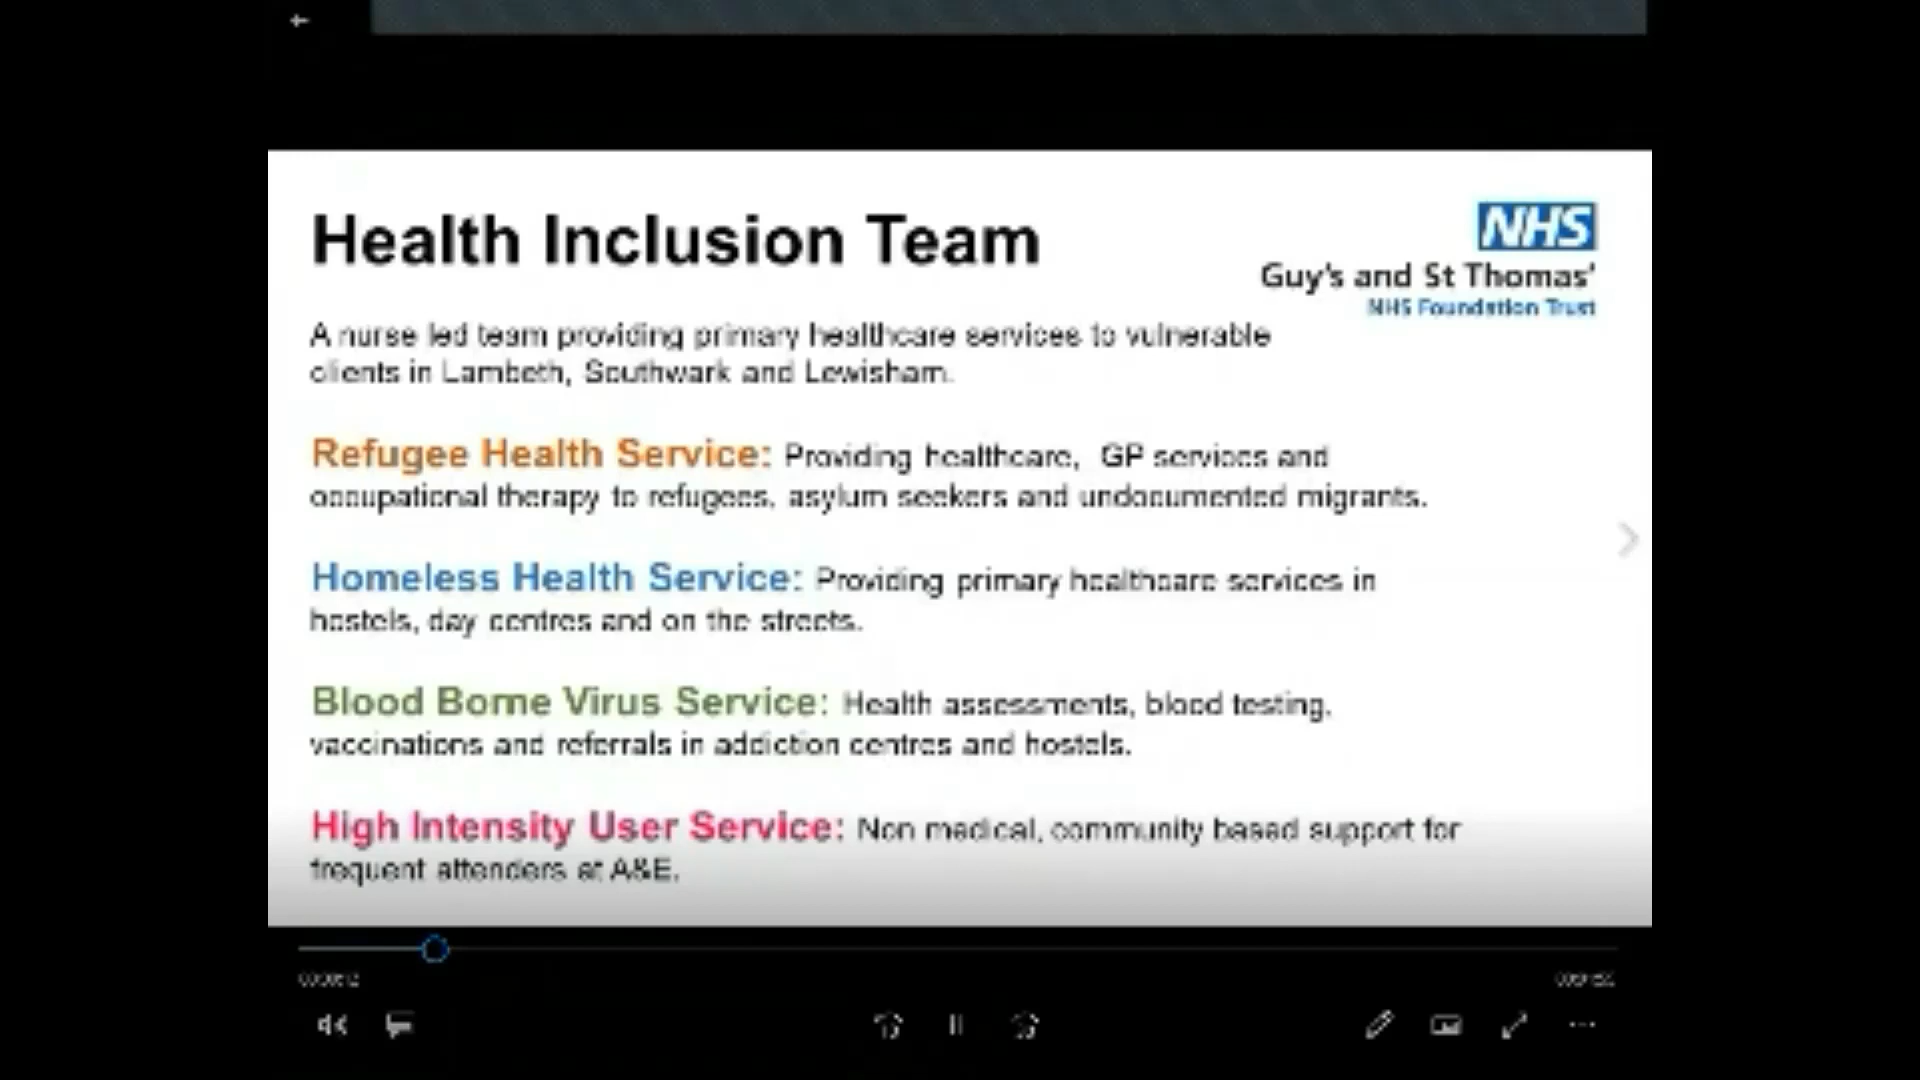 Health Inclusion Team
NHS
Guy's and St Thomas'
NHS Foundation Trust
A nurse led team providing primary healthcare services to vulnerable
clients in Lambeth, Southwark and Lewisham.
Refugee Health Service: Providing healthcare, GP services and
occupational therapy to refugees, asylum seekers and undocumented migrants.
Homeless Health Service: Providing primary healthcare services in
hostels, day centres and on the streets.
Blood Borne Virus Service: Health assessments, blood testing,
vaccinations and referrals in addiction centres and hostels.
High Intensity User Service: Non medical, community based support for
frequent attenders at A&E.